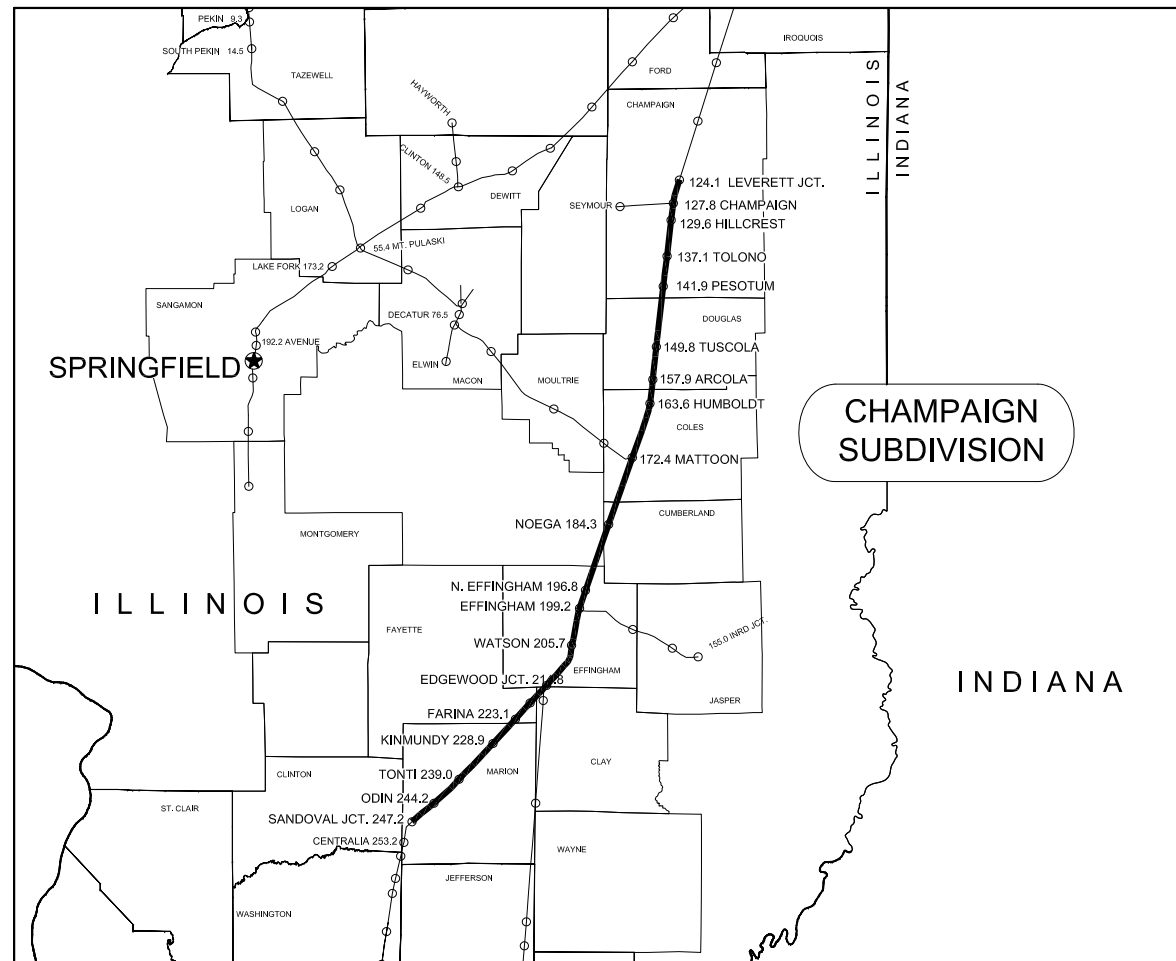 PEKIN 9.3
SOUTH PEKIN 14.5
TAZEWELL
IROQUOIS
FORD
ILLINOIS
INDIANA
HAYWORTH
CHAMPAIGN
CLINTON 148.5
DEWITT
124.1 LEVERETT JCT.
SEYMOUR
127.8 CHAMPAIGN
LOGAN
129.6 HILLCREST
55.4 MT. PULASKI
137.1 TOLONO
LAKE FORK 173.2
141.9 PESOTUM
SANGAMON
DECATUR 76.5
DOUGLAS
192.2 AVENUE
149.8 TUSCOLA
SPRINGFIELD
ELWIN
MACON
MOULTRIE
157.9 ARCOLA
163.6 HUMBOLDT
CHAMPAIGN
SUBDIVISION
COLES
172.4 MATTOON
CUMBERLAND
NOEGA 184.3
MONTGOMERY
N. EFFINGHAM 196.8
ILLINOIS
EFFINGHAM 199.2
FAYETTE
155.0 INRD JCT.
WATSON 205.7
EFFINGHAM
EDGEWOOD JCT.
INDIANA
JASPER
FARINA 223.1
KINMUNDY 228.9
CLAY
CLINTON
TONTI 239.0
MARION
ODIN 244.2
ST. CLAIR
SANDOVAL JCT. 247.2
CENTRALIA 253.2
WAYNE
JEFFERSON
WASHINGTON